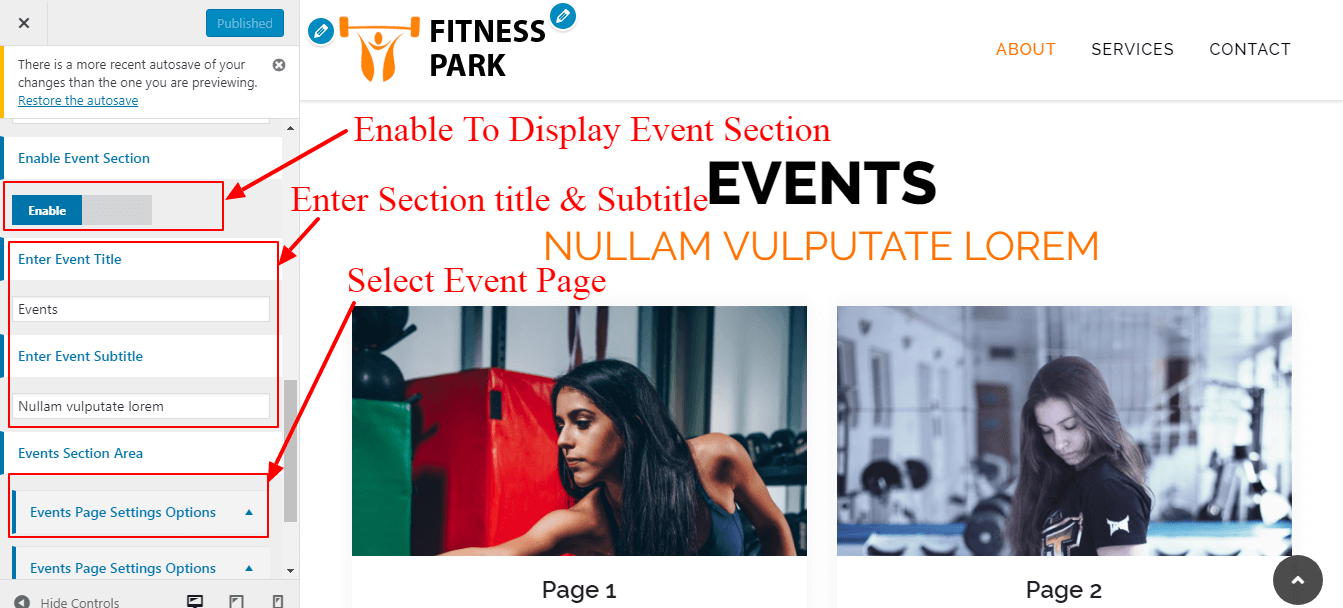 Published
There is a more recent autosave of your
changes than the one you are previewing.
Restore the autosave
Enable Event Section
Enable
Enter Event Title
Events
Enter Event Subtitle
Nullam vulputate lorem
Events Section Area
Events Page Settings Options
Events Page Settings Options
Hide Controls
FITNESS
PARK
ABOUT SERVICES CONTACT
Enable To Display Event Section
EVENTS
Enter Section title & Subtitle
NULLAM VULPUTATE LOREM
Select Event Page
Page 1
Page 2